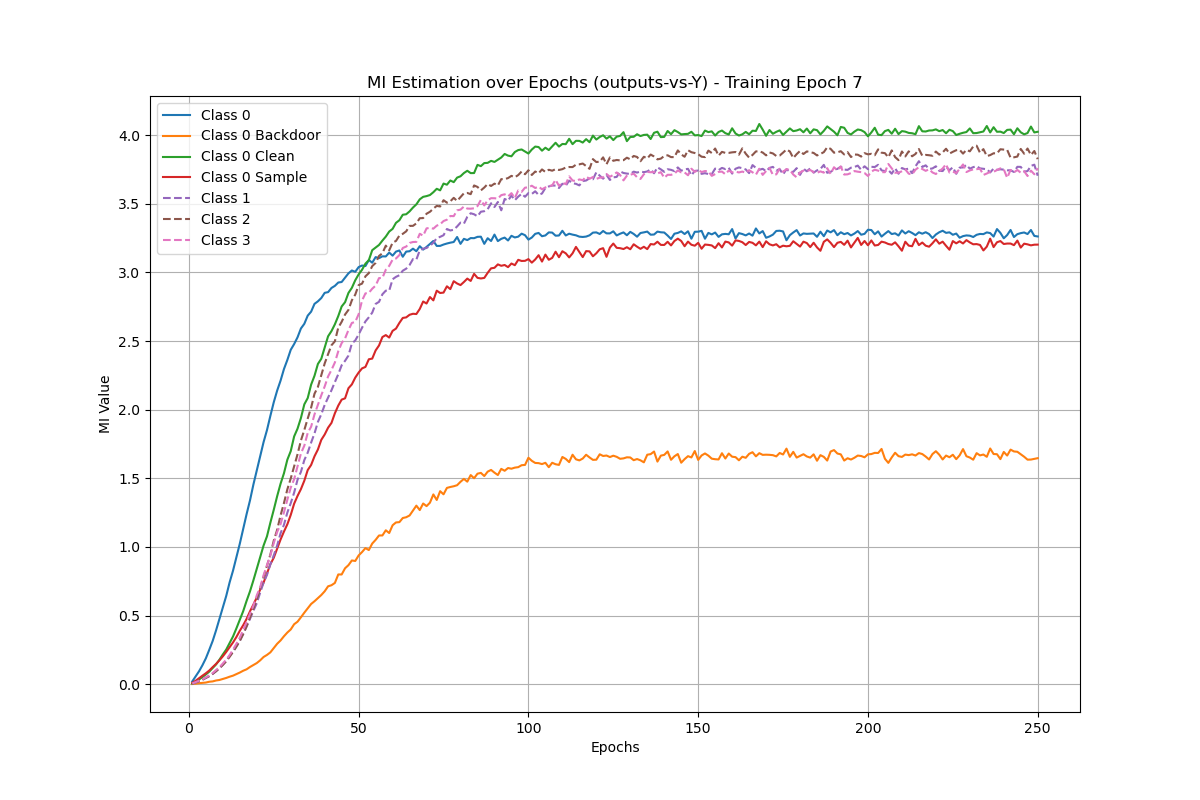 MI Estimation over Epochs (outputs-vs-Y) - Training Epoch 7
Class 0
Class 0 Backdoor
Class 0 Clean
Class 0 Sample
Class 1
Class 2
Class 3
MI Value
4.0
3.5
3.0
2.5
2.0
1.5
1.0
0.5
0.0
0
50
100
150
200
250
Epochs